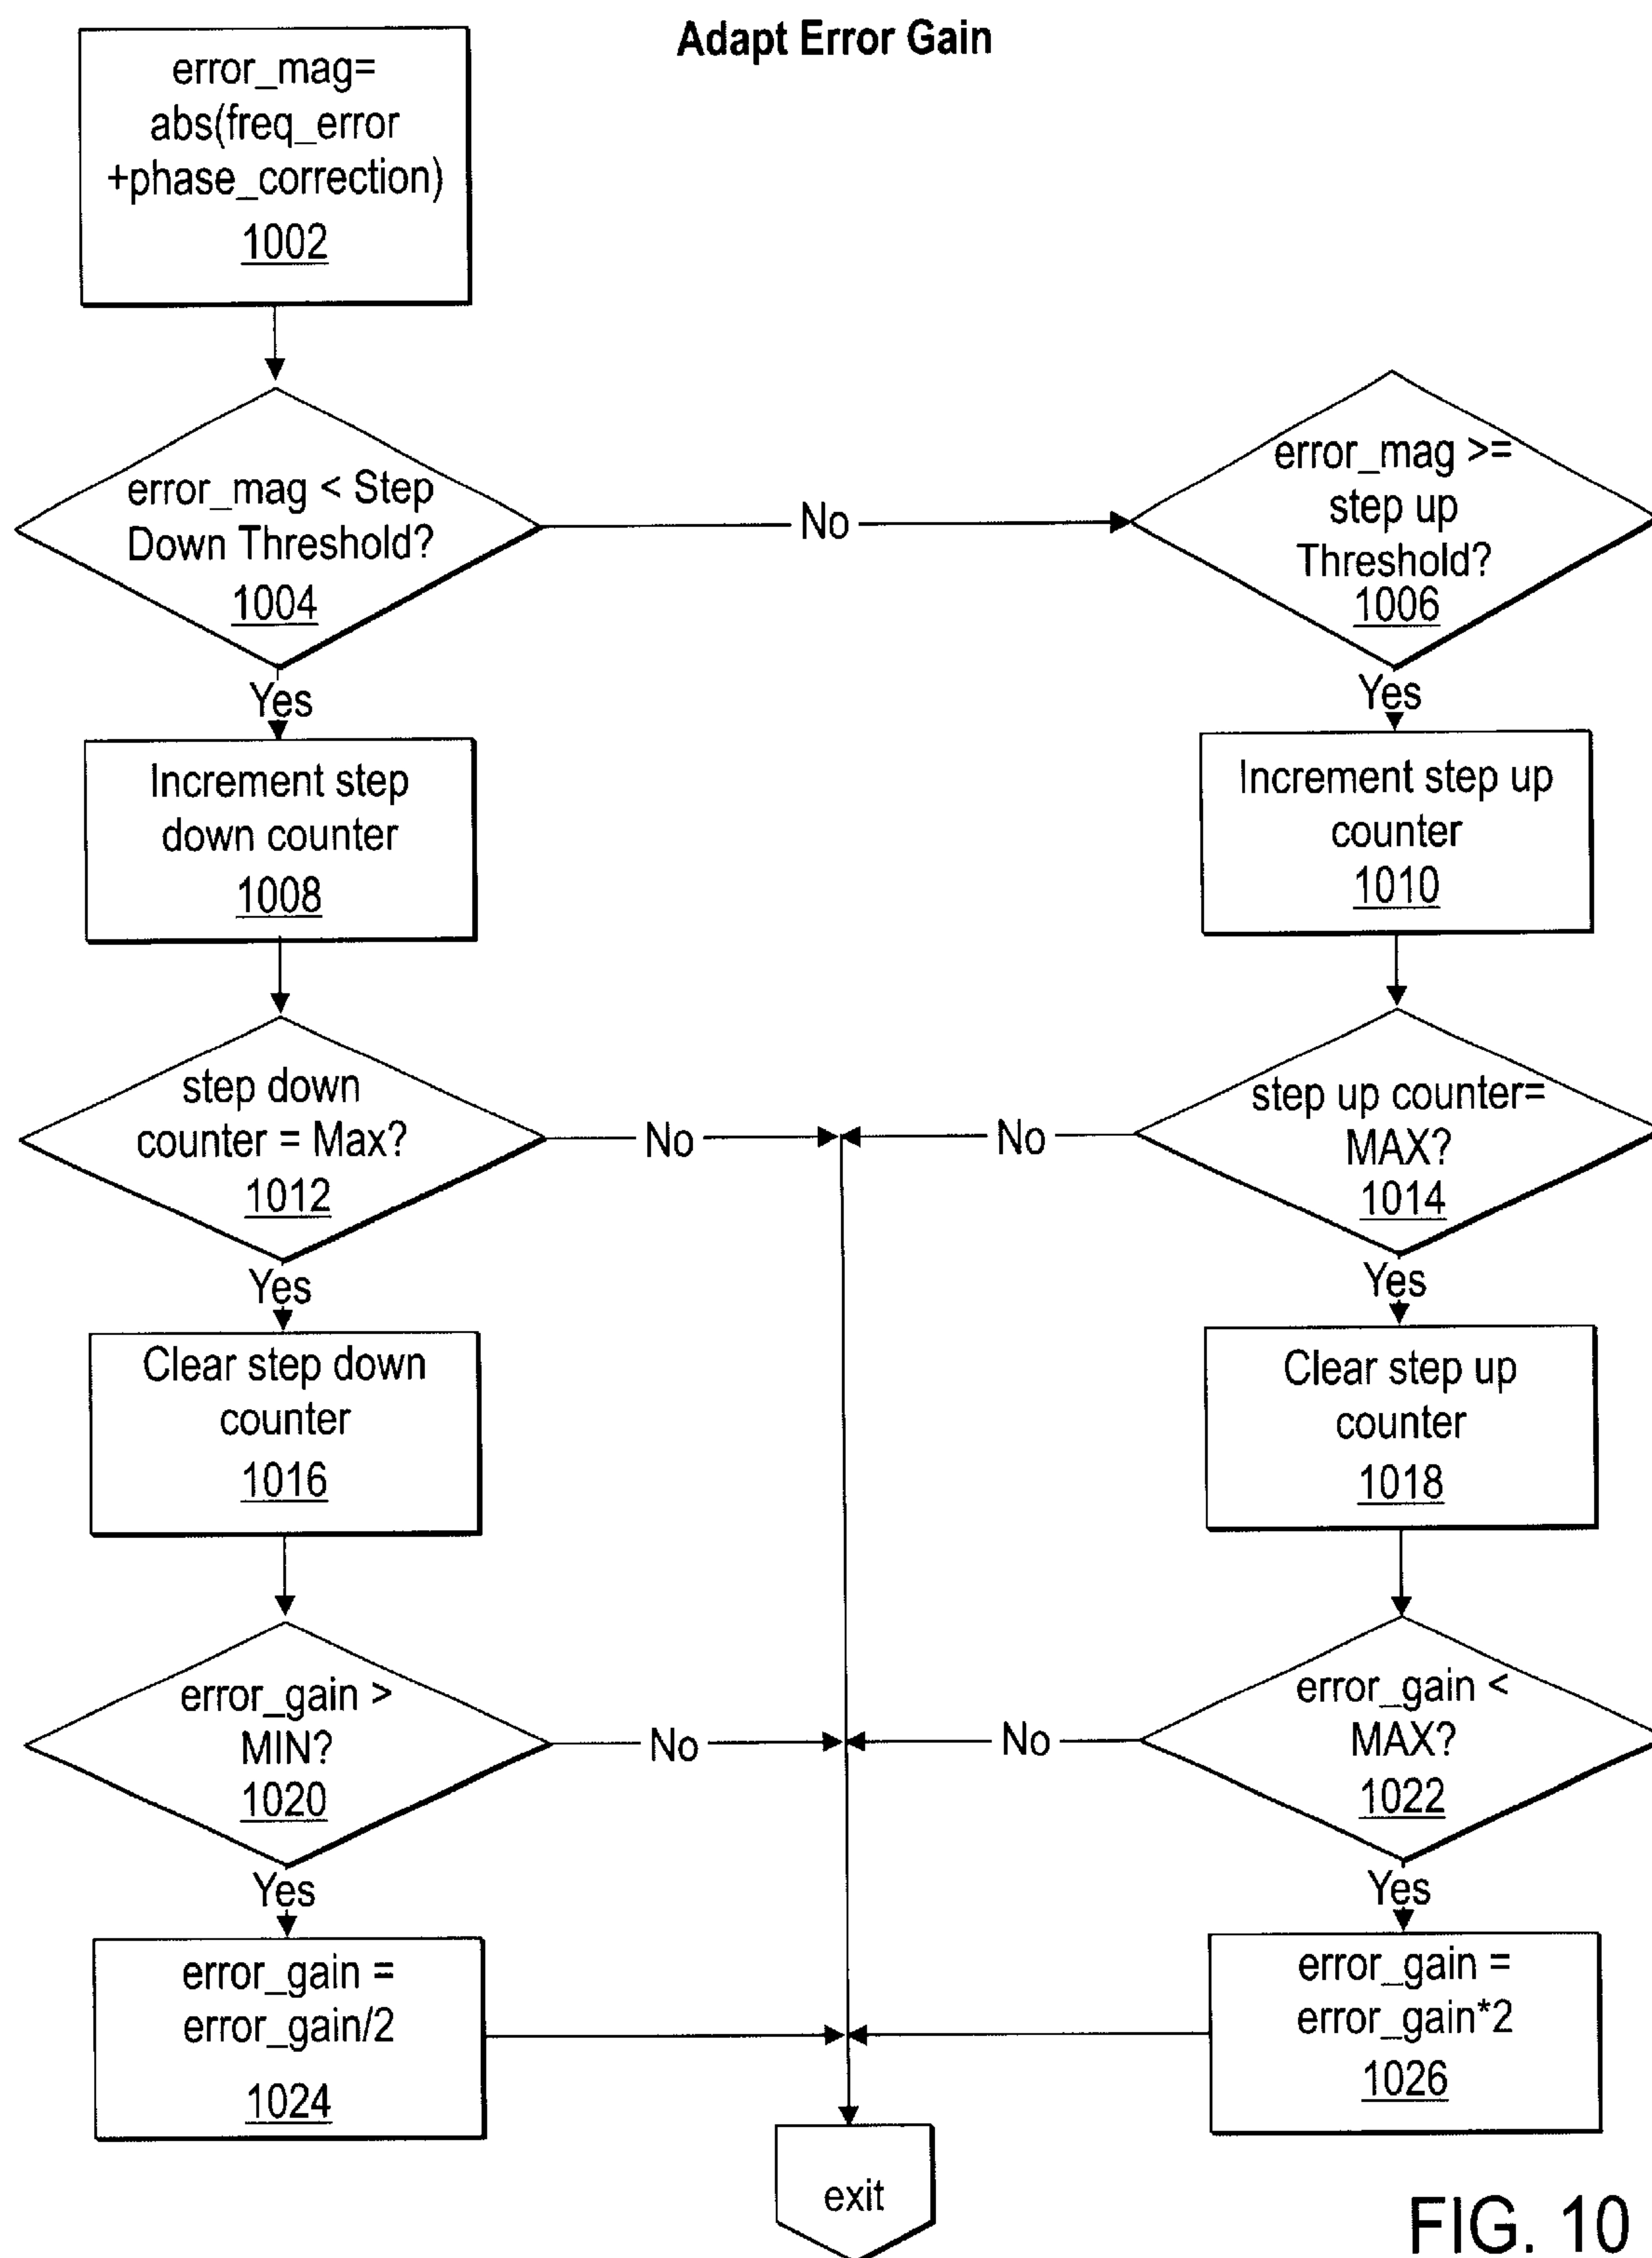 Adapt Error Gain
error_mag=
abs(freq_error
+phase_correction)
1002
error_mag < Step
Down Threshold?
1004
No
error_mag >=
step up
Threshold?
1006
Yes
Yes
Increment step
down counter
1008
Increment step up
counter
1010
step down
counter = Max?
1012
No
No
step up counter=
MAX?
1014
Yes
Yes
Clear step down
counter
1016
Clear step up
counter
1018
error_gain >
MIN?
1020
No
No
error_gain <
MAX?
1022
Yes
Yes
error_gain =
error_gain/2
1024
error_gain =
error_gain*2
1026
exit
FIG. 10